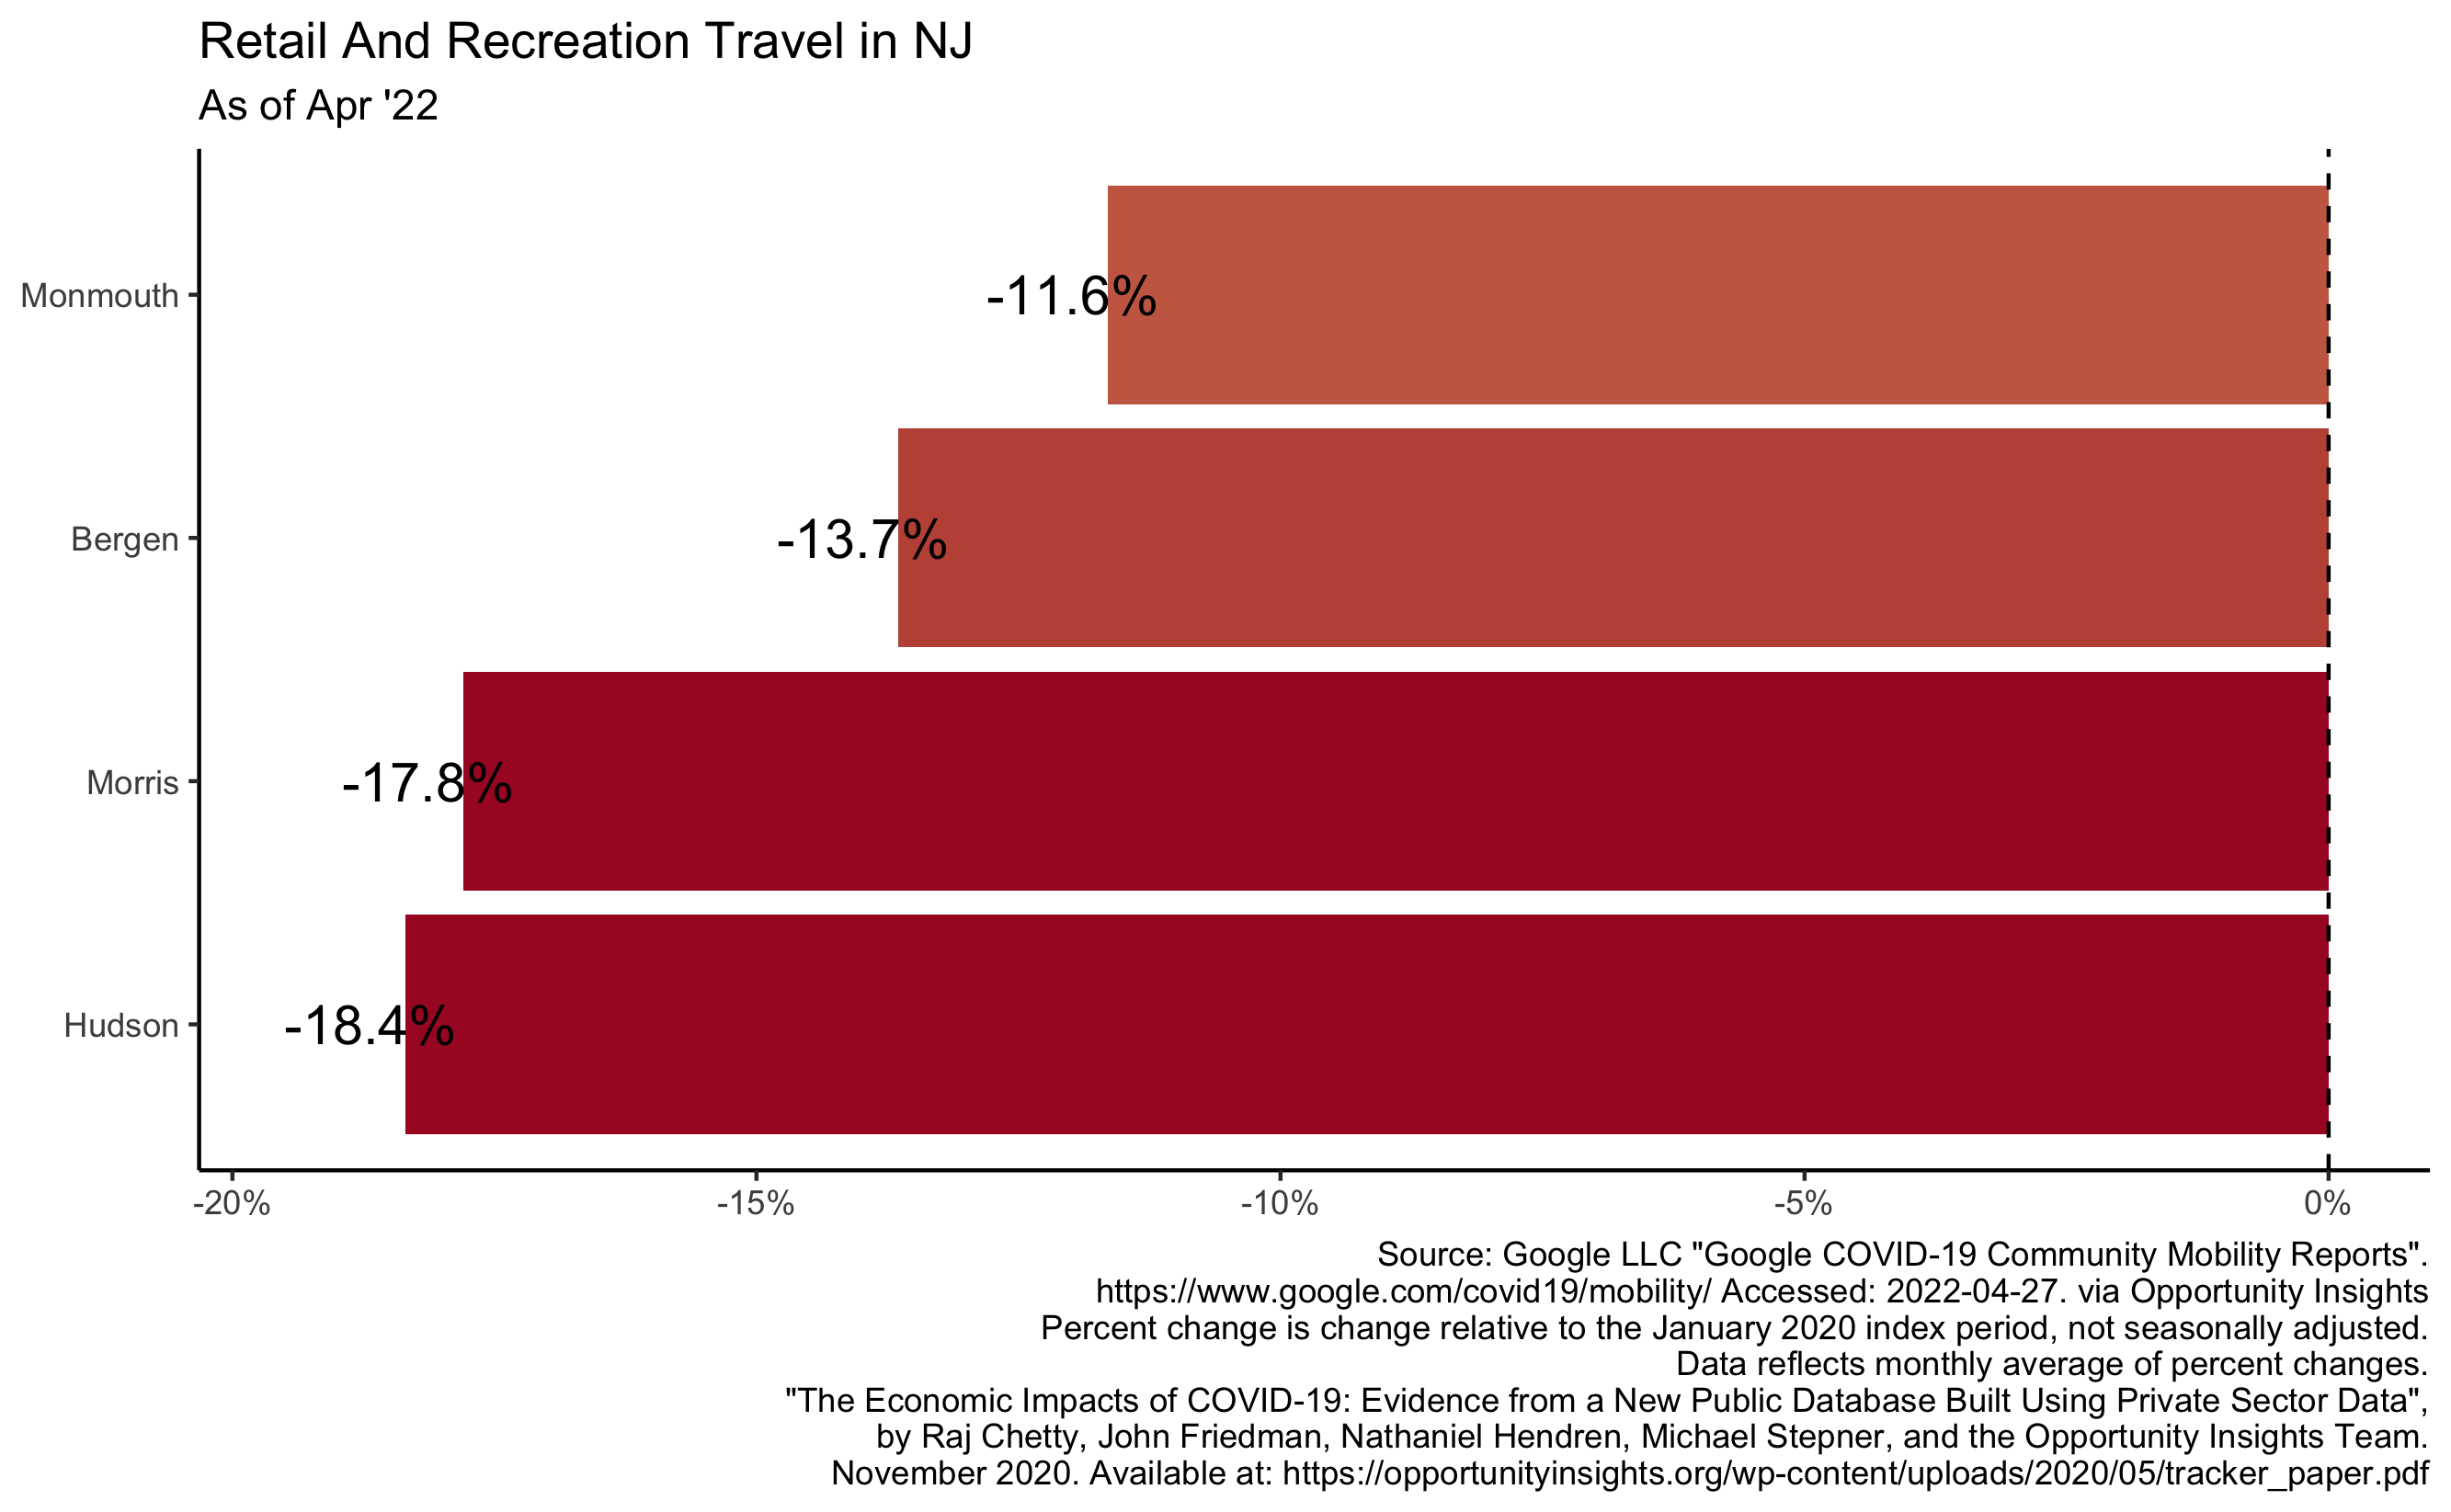 Retail And Recreation Travel in NJ
As of Apr '22
Monmouth
-11.6%
Bergen
-13.7%
Morris
-17.8%
Hudson
-18.4%
-20% -15% -10% -5% 0%
Source: Google LLC "Google COVID-19 Community Mobility Reports".
https://www.google.com/covid19/mobility/ Accessed: 2022-04-27. via Opportunity Insights
Percent change is change relative to the January 2020 index period, not seasonally adjusted.
Data reflects monthly average of percent changes.
"The Economic Impacts of COVID-19: Evidence from a New Public Database Built Using Private Sector Data",
by Raj Chetty, John Friedman, Nathaniel Hendren, Michael Stepner, and the Opportunity Insights Team.
November 2020. Available at: https://opportunityinsights.org/wp-content/uploads/2020/05/tracker_paper.pdf